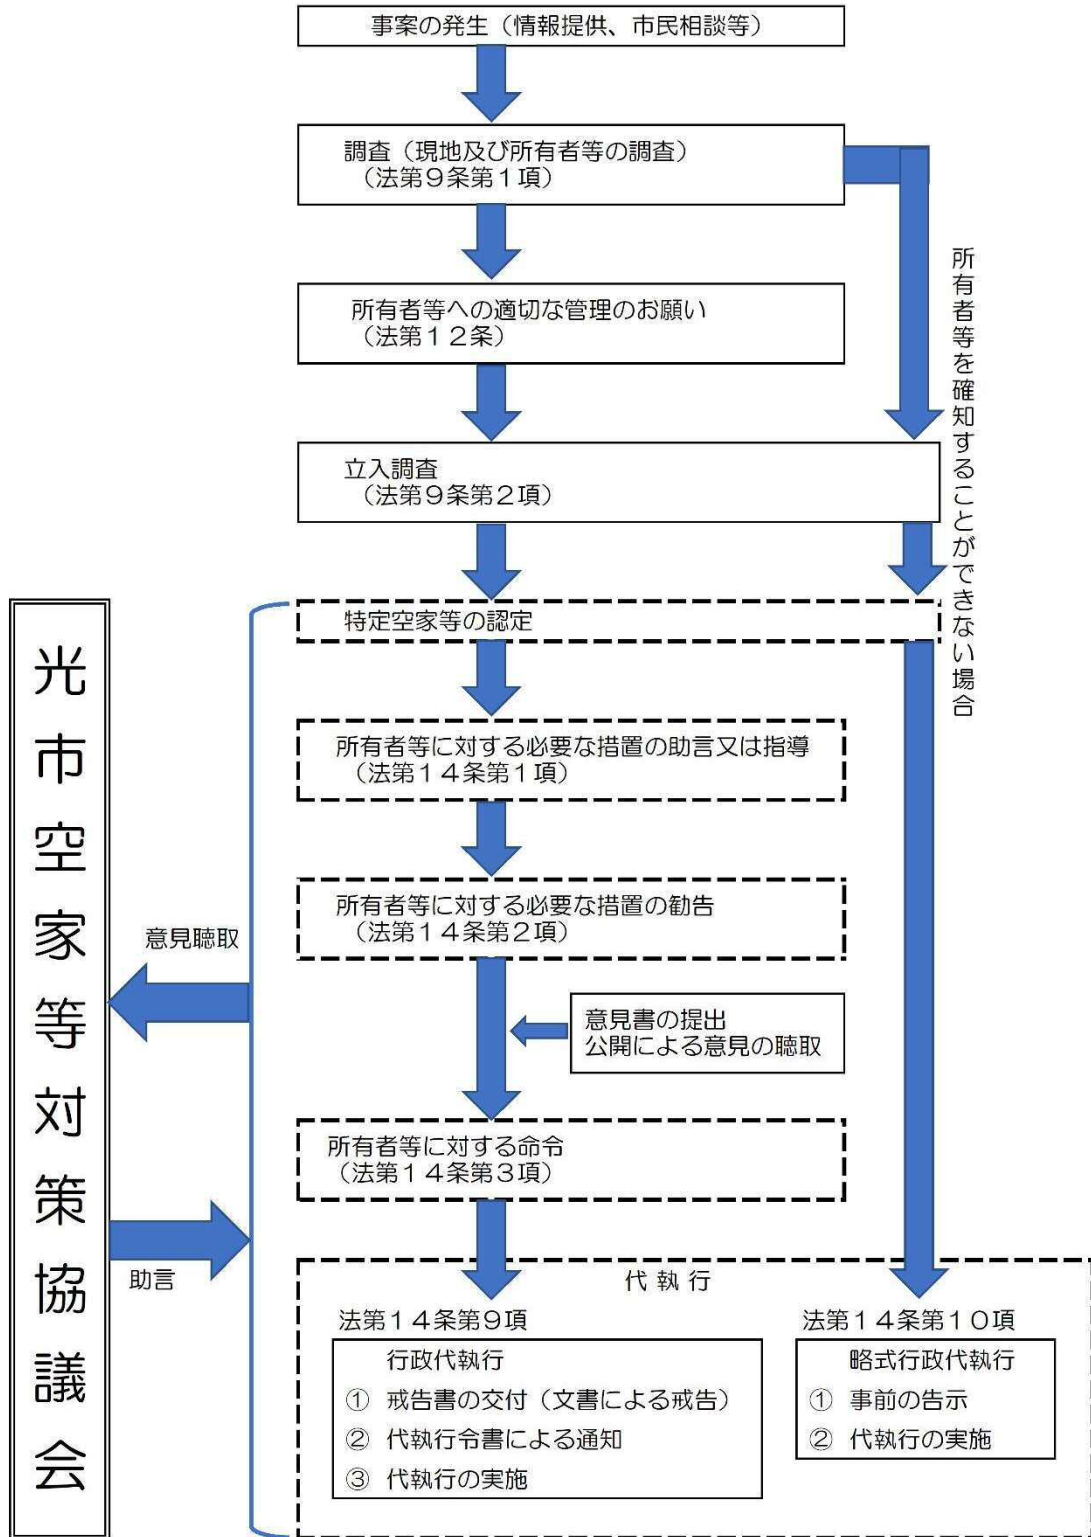 事案の発生（情報提供、市民相談等）
調査（現地及び所有者等の調査）
（法第９条第１項）
所有者等への適切な管理のお願い
（法第１２条）
所有者等を確知することができない場合
立入調査
（法第９条第２項）
特定空家等の認定
所有者等に対する必要な措置の助言又は指導
（法第１４条第１項）
所有者等に対する必要な措置の勧告
（法第１４条第２項）
意見書の提出
公開による意見の聴取
所有者等に対する命令
（法第１４条第３項）
光市空家等対策協議会
意見聴取
助言
代執行
法第１４条第９項
行政代執行
① 戒告書の交付（文書による戒告）
② 代執行令書による通知
③ 代執行の実施
法第１４条第１０項
略式行政代執行
① 事前の告示
② 代執行の実施